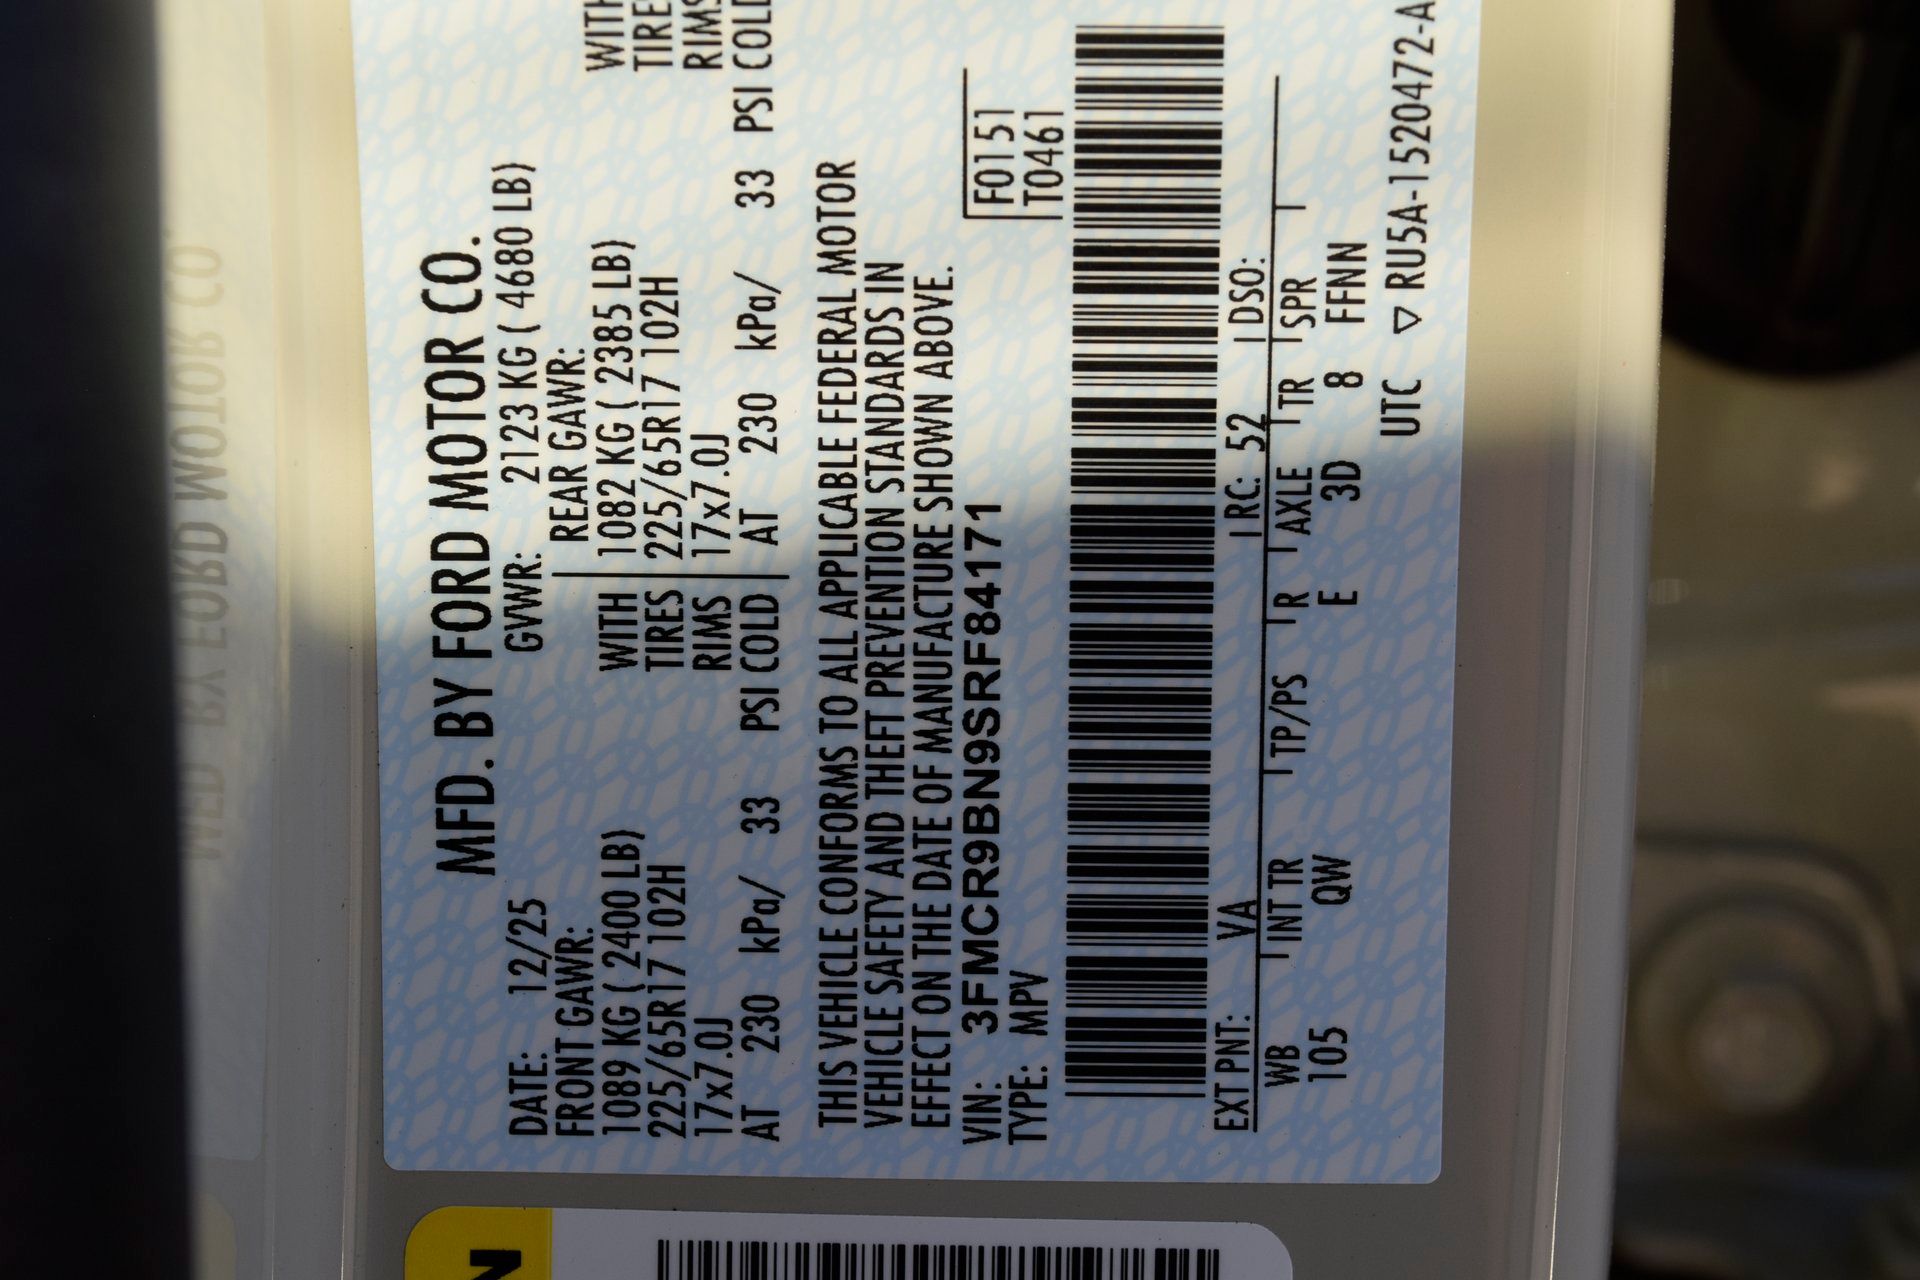 MFD. BY FORD MOTOR CO.
DATE: 12/25 GVWR: 2123 KG ( 4680 LB)
FRONT GAWR: REAR GAWR:
1089 KG ( 2400 LB) WITH 1082 KG ( 2385 LB) WITH
225/65R17 102H TIRES 225/65R17 102H TIRE
17x7.0J RIMS 17x7.0J RIMS
AT 230 kPa/ 33 PSI COLD AT 230 kPa/ 33 PSI COLD
THIS VEHICLE CONFORMS TO ALL APPLICABLE FEDERAL MOTOR
VEHICLE SAFETY AND THEFT PREVENTION STANDARDS IN
EFFECT ON THE DATE OF MANUFACTURE SHOWN ABOVE.
VIN: 3FMCR9BN9SRF84171 F0151
TYPE: MPV T0461
EXT PNT: VA RC: 52 DSO:
WB INT TR TP/PS R AXLE TR SPR
105 QW E 3D 8 FFNN
UTC ▽ RU5A-1520472-A
N